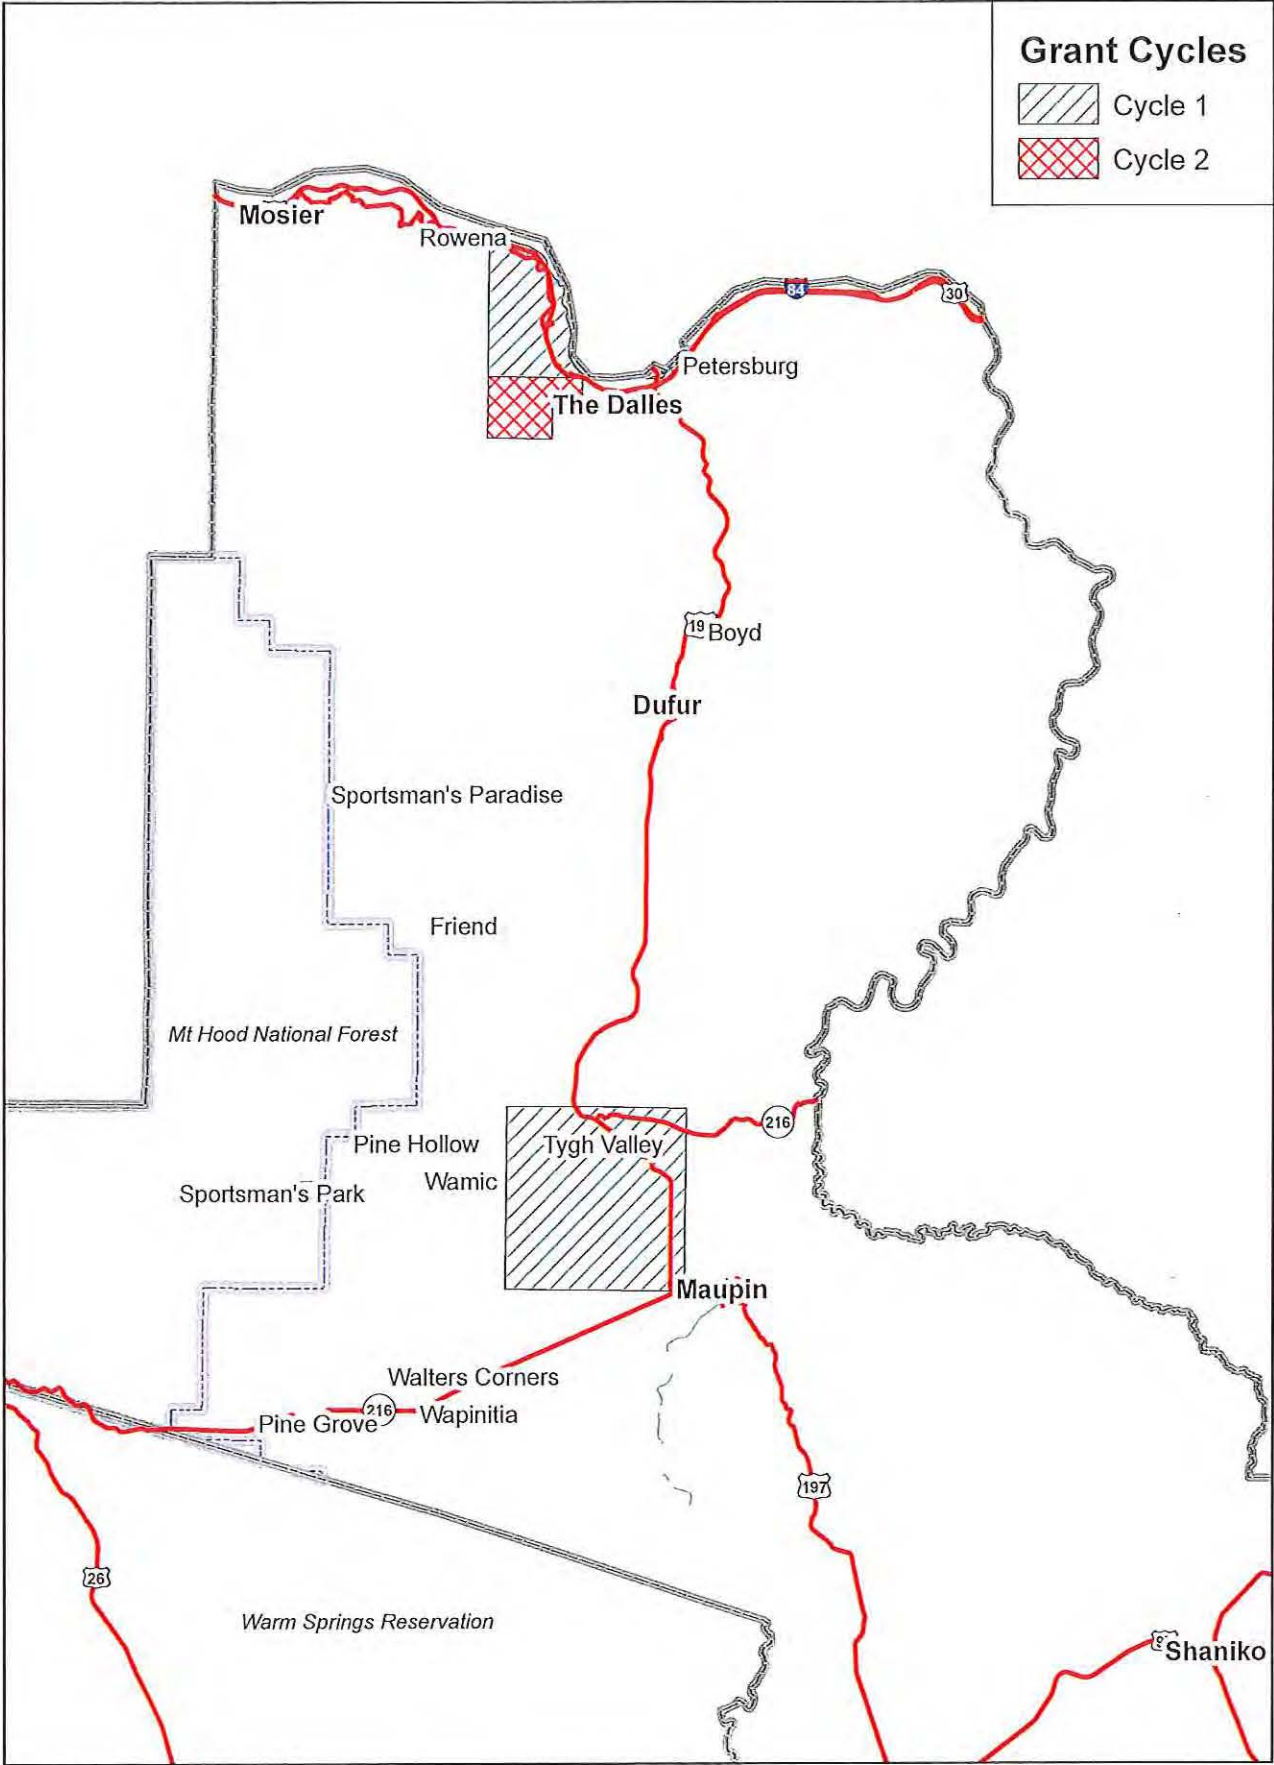 Grant Cycles
Cycle 1
Cycle 2
Mosier
Rowena
84
30
Petersburg
The Dalles
19
Boyd
Dufur
Sportsman's Paradise
Friend
Mt Hood National Forest
216
Pine Hollow
Tygh Valley
Wamic
Sportsman's Park
Maupin
Walters Corners
216
Wapinitia
Pine Grove
197
26
Warm Springs Reservation
Shaniko